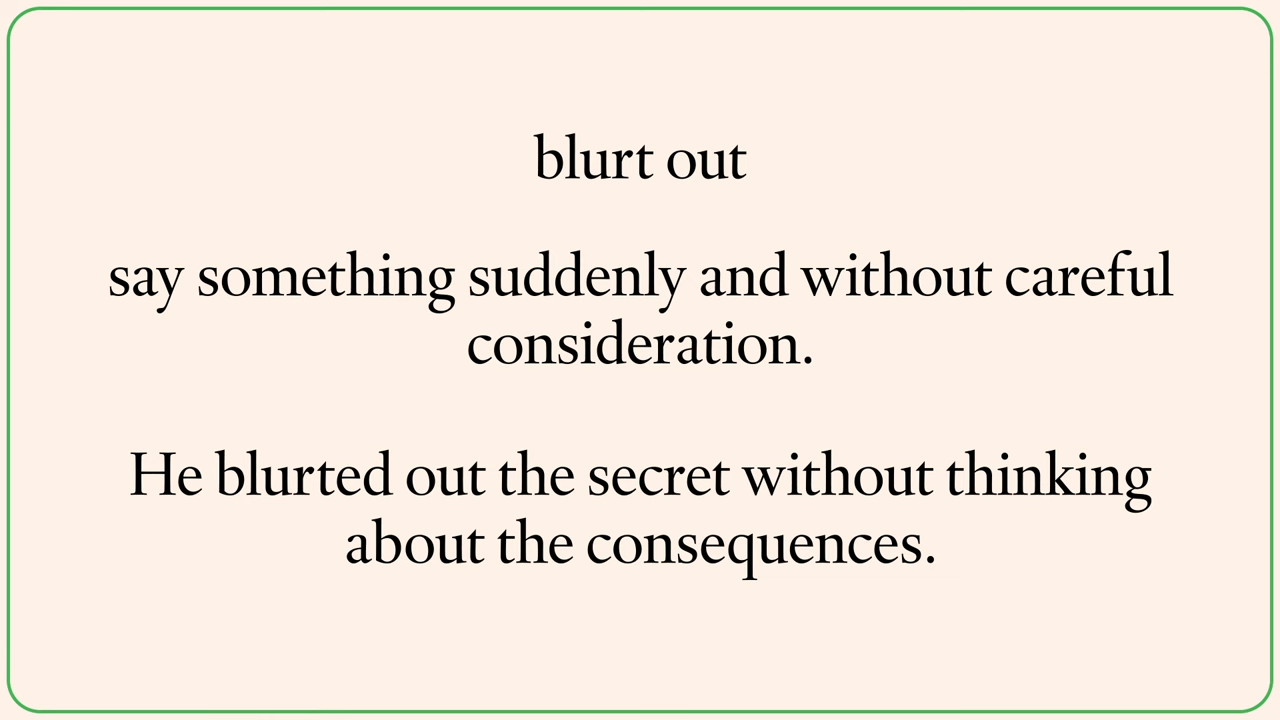 blurt out
say something suddenly and without careful
consideration.
He blurted out the secret without thinking
about the consequences.